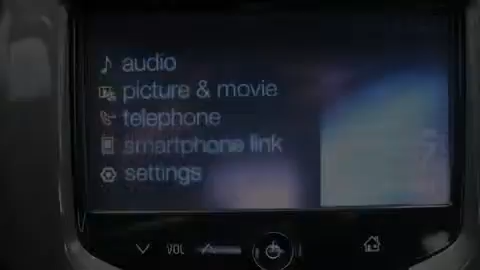 audio
picture & movie
telephone
smartphone link
settings
VOL